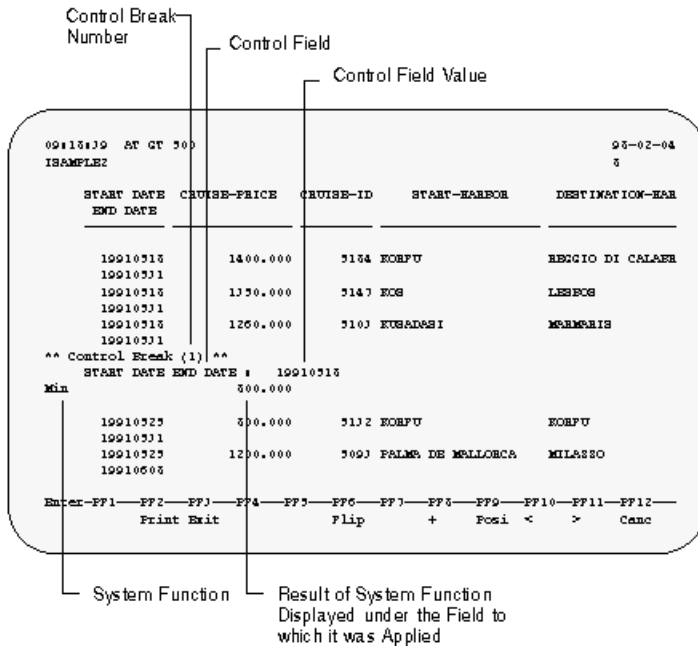 Control Break
Number
Control Field
Control Field Value
09:18:39 AT GT 500 98-02-04
ISAMPLE2 8
START DATE CRUISE-PRICE CRUISE-ID START-HARBOR DESTINATION-HAR
END DATE
19910518 1400.000 5184 KORFU REGGIO DI CALABR
19910531
19910518 1350.000 5147 KOS LESBOS
19910531
19910518 1260.000 5103 KUSADASI MARMARIS
19910531
** Control Break (1) **
START DATE END DATE : 19910518
Min 800.000
19910525 800.000 5132 KORFU KORFU
19910531
19910525 1200.000 5093 PALMA DE MALLORCA MILAZZO
19910608
Enter-PF1---PF2---PF3---PF4---PF5---PF6---PF7---PF8---PF9---PF10--PF11--PF12---
Print Exit Flip + Posi < > Canc
System Function
Result of System Function
Displayed under the Field to
which it was Applied